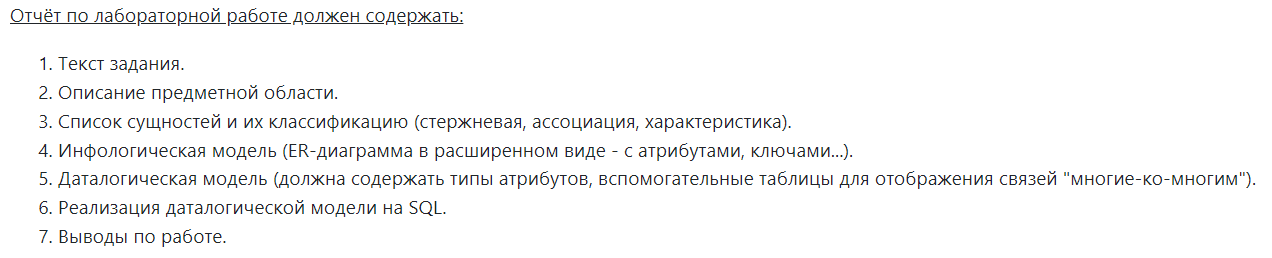 Отчёт по лабораторной работе должен содержать:
1. Текст задания.
2. Описание предметной области.
3. Список сущностей и их классификацию (стержневая, ассоциация, характеристика).
4. Инфологическая модель (ER-диаграмма в расширенном виде - с атрибутами, ключами...).
5. Даталогическая модель (должна содержать типы атрибутов, вспомогательные таблицы для отображения связей "многие-ко-многим").
6. Реализация даталогической модели на SQL.
7. Выводы по работе.